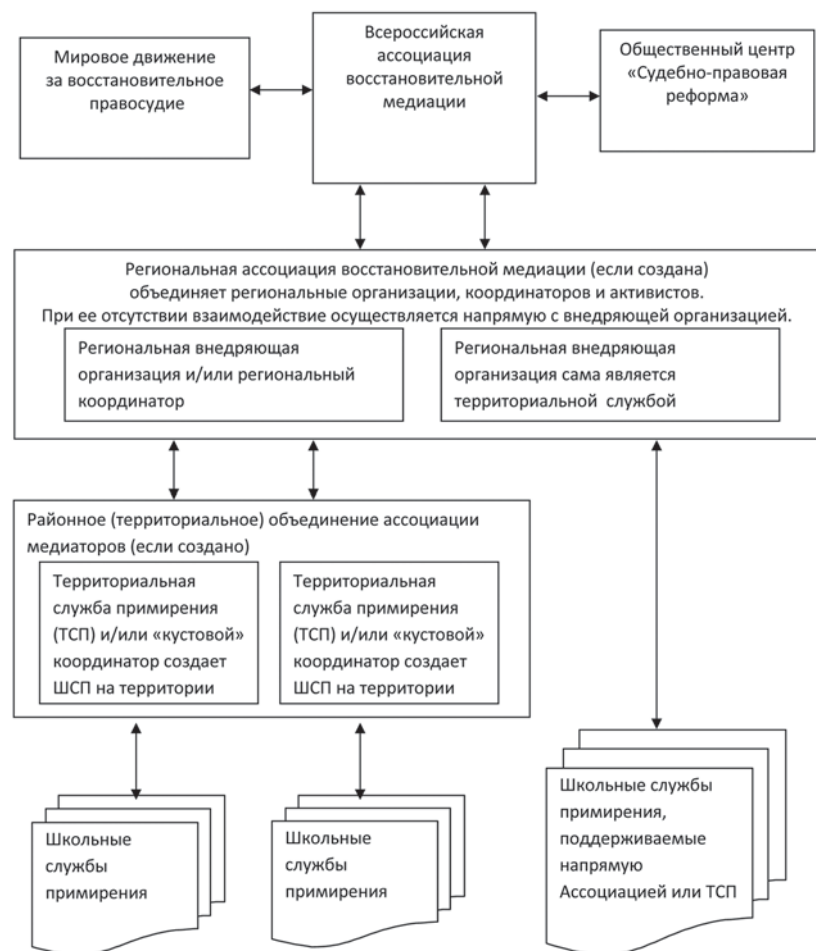 Мировое движение
за восстановительное
правосудие
Всероссийская
ассоциация
восстановительной
медиации
Общественный центр
«Судебно-правовая
реформа»
Региональная ассоциация восстановительной медиации (если создана)
объединяет региональные организации, координаторов и активистов.
При ее отсутствии взаимодействие осуществляется напрямую с внедряющей организацией.
Региональная внедряющая
организация и/или региональный
координатор
Региональная внедряющая
организация сама является
территориальной службой
Районное (территориальное) объединение ассоциации
медиаторов (если создано)
Территориальная
служба примирения
(ТСП) и/или «кустовой»
координатор создает
ШСП на территории
Территориальная
служба примирения
(ТСП) и/или «кустовой»
координатор создает
ШСП на территории
Школьные
службы
примирения
Школьные
службы
примирения
Школьные службы
примирения,
поддерживаемые
напрямую
Ассоциацией или ТСП